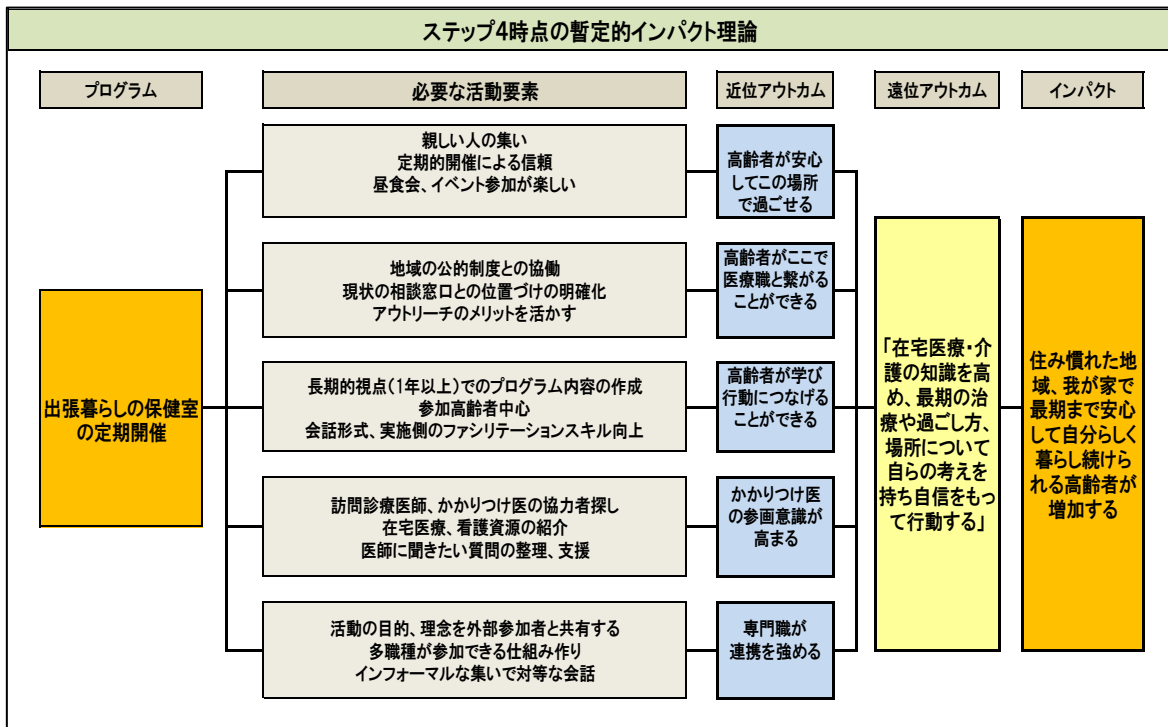 ステップ4時点の暫定的インパクト理論
プログラム
必要な活動要素
近位アウトカム
遠位アウトカム
インパクト
出張暮らしの保健室
の定期開催
親しい人の集い
定期的開催による信頼
昼食会、イベント参加が楽しい
高齢者が安心
してこの場所
で過ごせる
地域の公的制度との協働
現状の相談窓口との位置づけの明確化
アウトリーチのメリットを活かす
高齢者がここで
医療職と繋がる
ことができる
長期的視点(1年以上)でのプログラム内容の作成
参加高齢者中心
会話形式、実施側のファシリテーションスキル向上
高齢者が学び
行動につなげる
ことができる
訪問診療医師、かかりつけ医の協力者探し
在宅医療、看護資源の紹介
医師に聞きたい質問の整理、支援
かかりつけ医
の参画意識が
高まる
活動の目的、理念を外部参加者と共有する
多職種が参加できる仕組み作り
インフォーマルな集いで対等な会話
専門職が
連携を強める
「在宅医療・介
護の知識を高
め、最期の治
療や過ごし方、
場所について
自らの考えを
持ち自信をもっ
て行動する」
住み慣れた地
域、我が家で
最期まで安心
して自分らしく
暮らし続けら
れる高齢者が
増加する